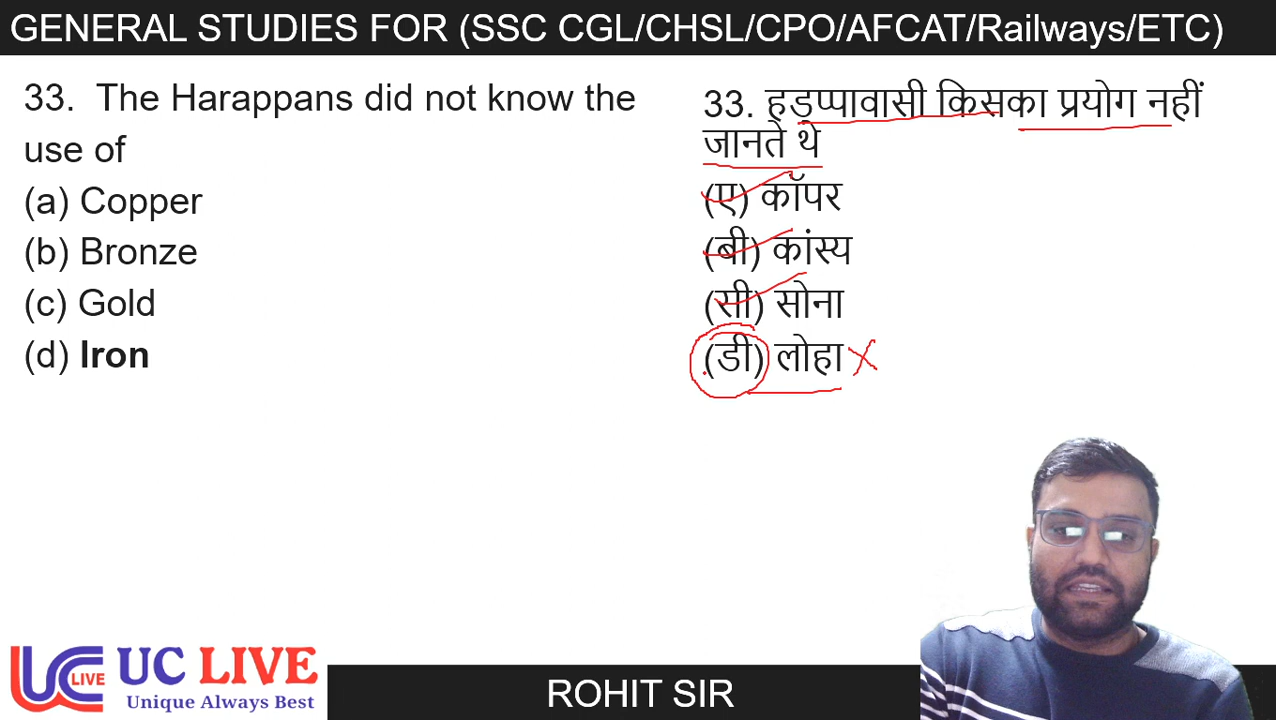 GENERAL STUDIES FOR (SSC CGL/CHSL/CPO/AFCAT/Railways/ETC)
33. The Harappans did not know the
use of
(a) Copper
(b) Bronze
(c) Gold
(d) Iron
33. हड़प्पावासी किसका प्रयोग नहीं
जानते थे
(ए) कॉपर
(बी) कांस्य
(सी) सोना
(डी) लोहा
UC LIVE
LIVE
Unique Always Best
ROHIT SIR